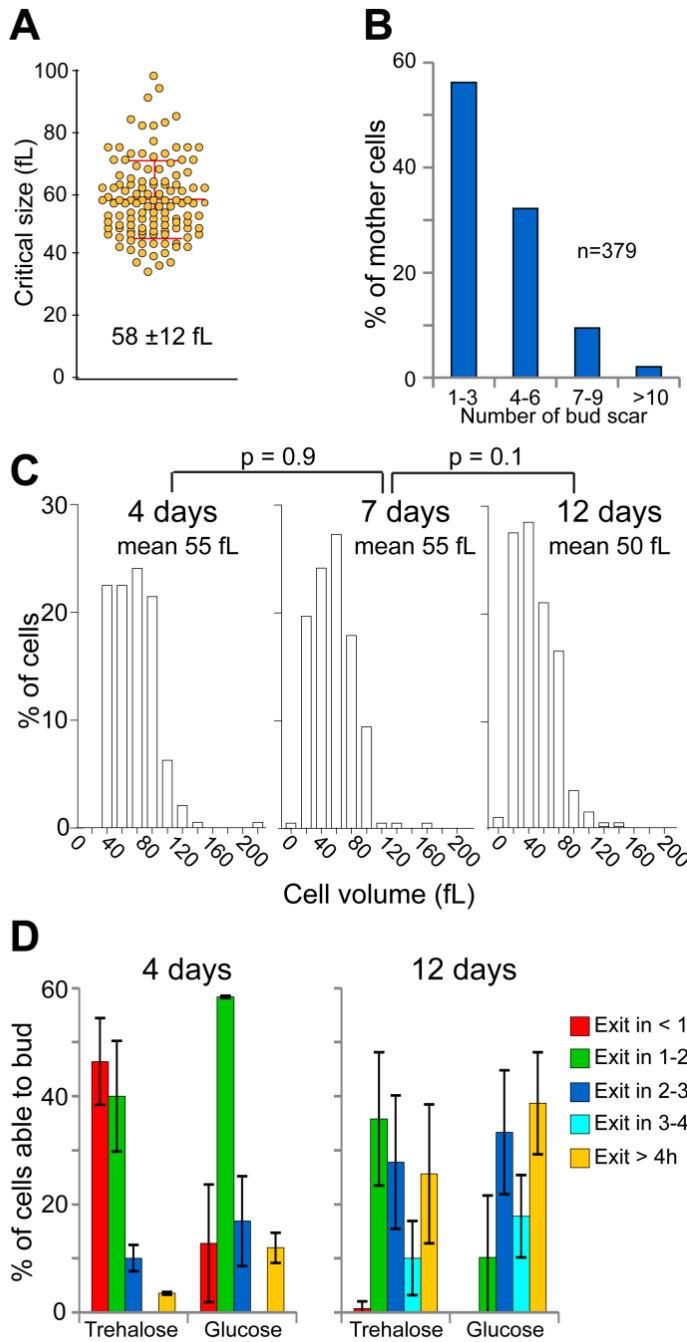 A
Critical size (fL)
100
80
60
40
20
0
58 ±12 fL
B
% of mother cells
60
40
20
0
n=379
1-3 4-6 7-9 >10
Number of bud scar
C
p = 0.9 p = 0.1
% of cells
30
20
10
0
4 days 7 days 12 days
mean 55 fL mean 55 fL mean 50 fL
0 40 80 120 160 200 0 40 80 120 160 200 0 40 80 120 160 200
Cell volume (fL)
D
4 days 12 days
% of cells able to bud
60
40
20
0
Trehalose Glucose Trehalose Glucose
Exit in < 1
Exit in 1-2
Exit in 2-3
Exit in 3-4
Exit > 4h